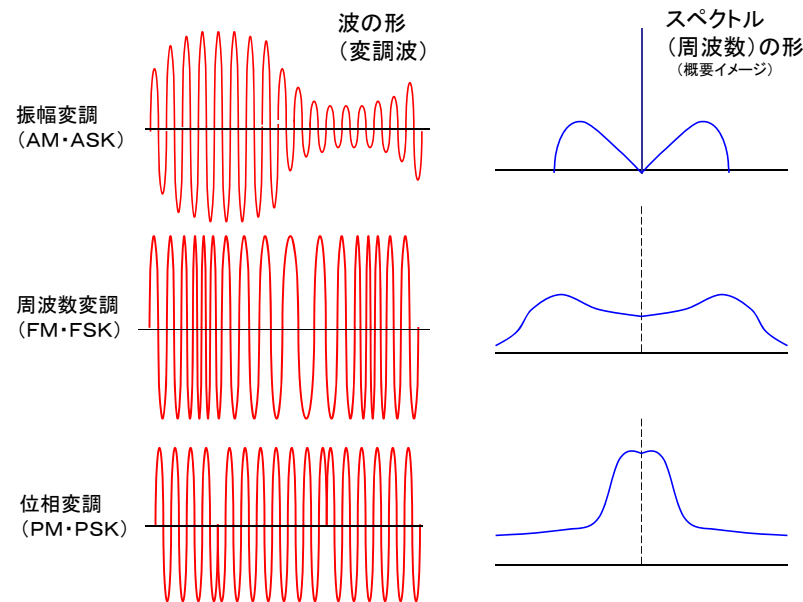 波の形
(変調波)
スペクトル
(周波数)の形
(概要イメージ)
振幅変調
(AM・ASK)
周波数変調
(FM・FSK)
位相変調
(PM・PSK)